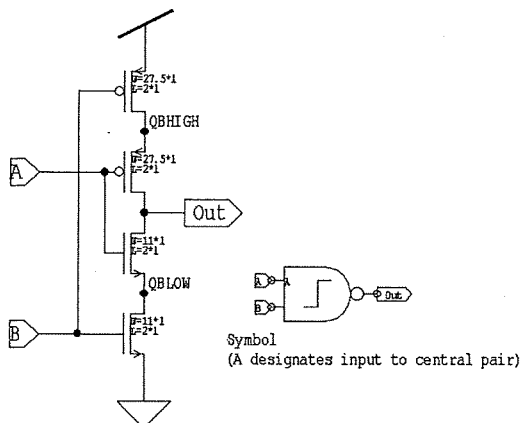 W=27.5*1
L=2*1
QBHIGH
W=27.5*1
L=2*1
A
Out
W=11*1
L=2*1
QBLOW
A
A
Out
B
W=11*1
L=2*1
B
Symbol
(A designates input to central pair)